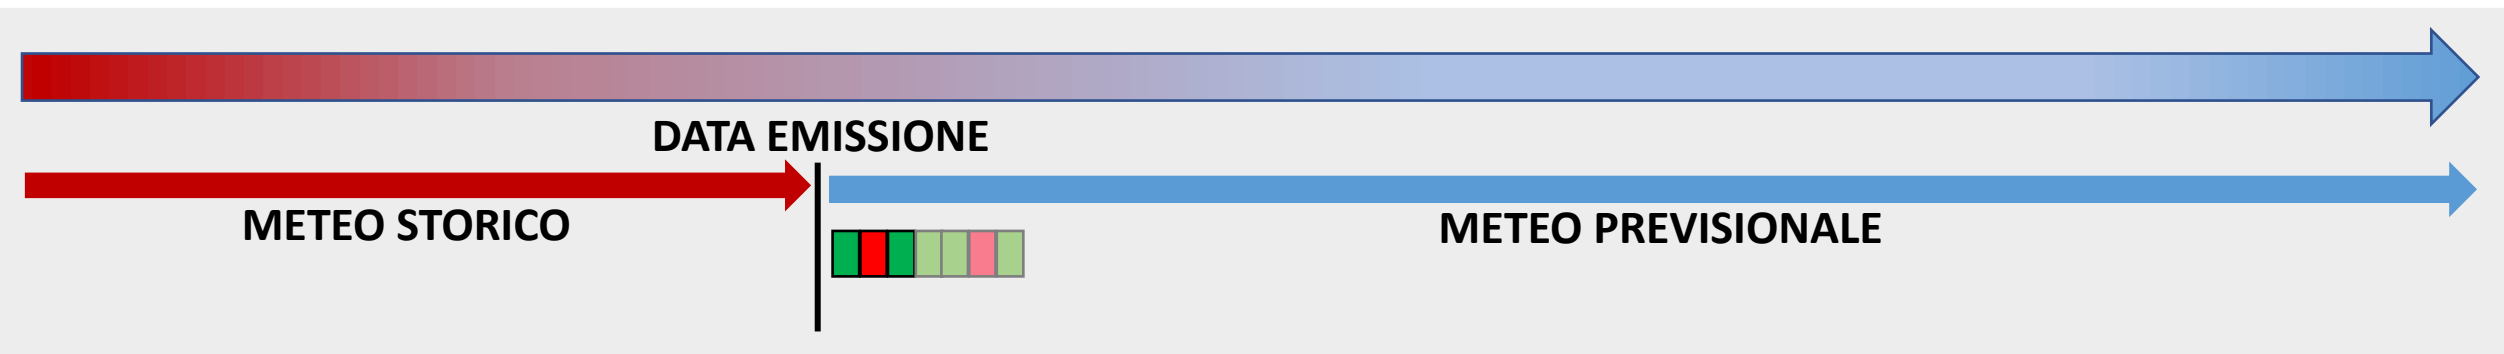 DATA EMISSIONE
METEO STORICO
METEO PREVISIONALE